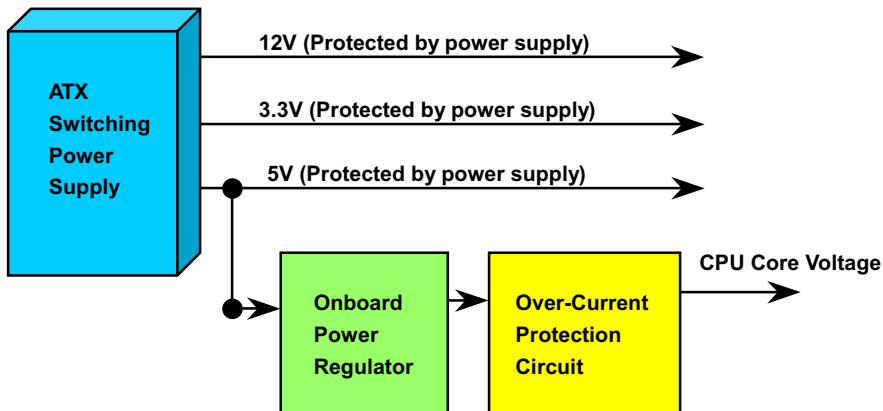 12V (Protected by power supply)
ATX
Switching
Power
Supply
3.3V (Protected by power supply)
5V (Protected by power supply)
CPU Core Voltage
Onboard
Power
Regulator
Over-Current
Protection
Circuit